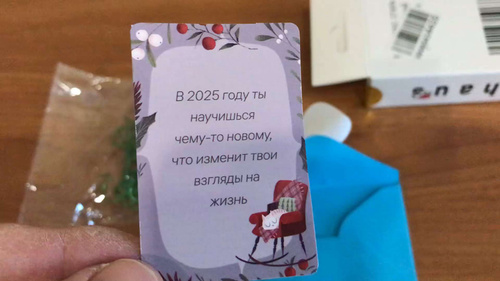 В 2025 году ты
научишься
чему-то новому,
что изменит твои
взгляды на
жизнь